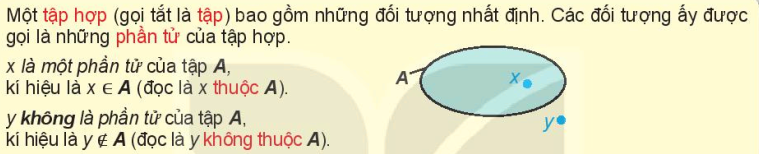 Một tập hợp (gọi tắt là tập) bao gồm những đối tượng nhất định. Các đối tượng ấy được
gọi là những phần tử của tập hợp.
x là một phần tử của tập A,
kí hiệu là x ∈ A (đọc là x thuộc A).
y không là phần tử của tập A,
kí hiệu là y ∉ A (đọc là y không thuộc A).
A
x
y